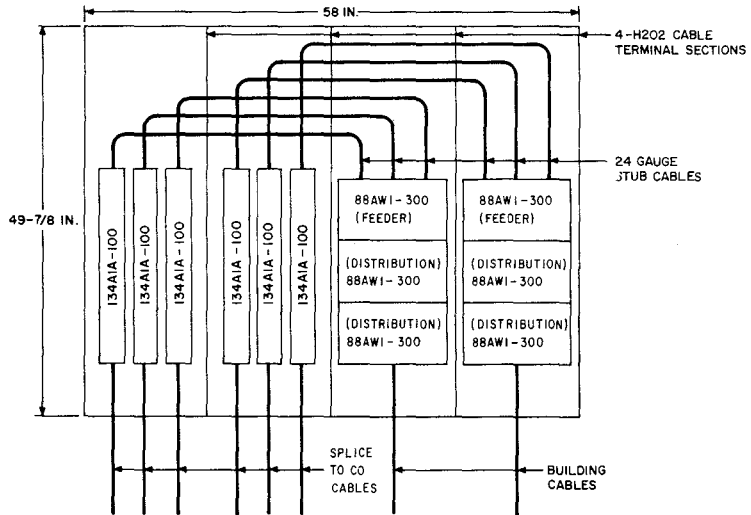 58 IN.
4-H202 CABLE
TERMINAL SECTIONS
24 GAUGE
STUB CABLES
49-7/8 IN.
134A1A-100
134A1A-100
134A1A-100
134A1A-100
134A1A-100
134A1A-100
88AW1-300
(FEEDER)
(DISTRIBUTION)
88AW1-300
(DISTRIBUTION)
88AW1-300
88AW1-300
(FEEDER)
(DISTRIBUTION)
88AW1-300
(DISTRIBUTION)
88AW1-300
SPLICE
TO CO
CABLES
BUILDING
CABLES